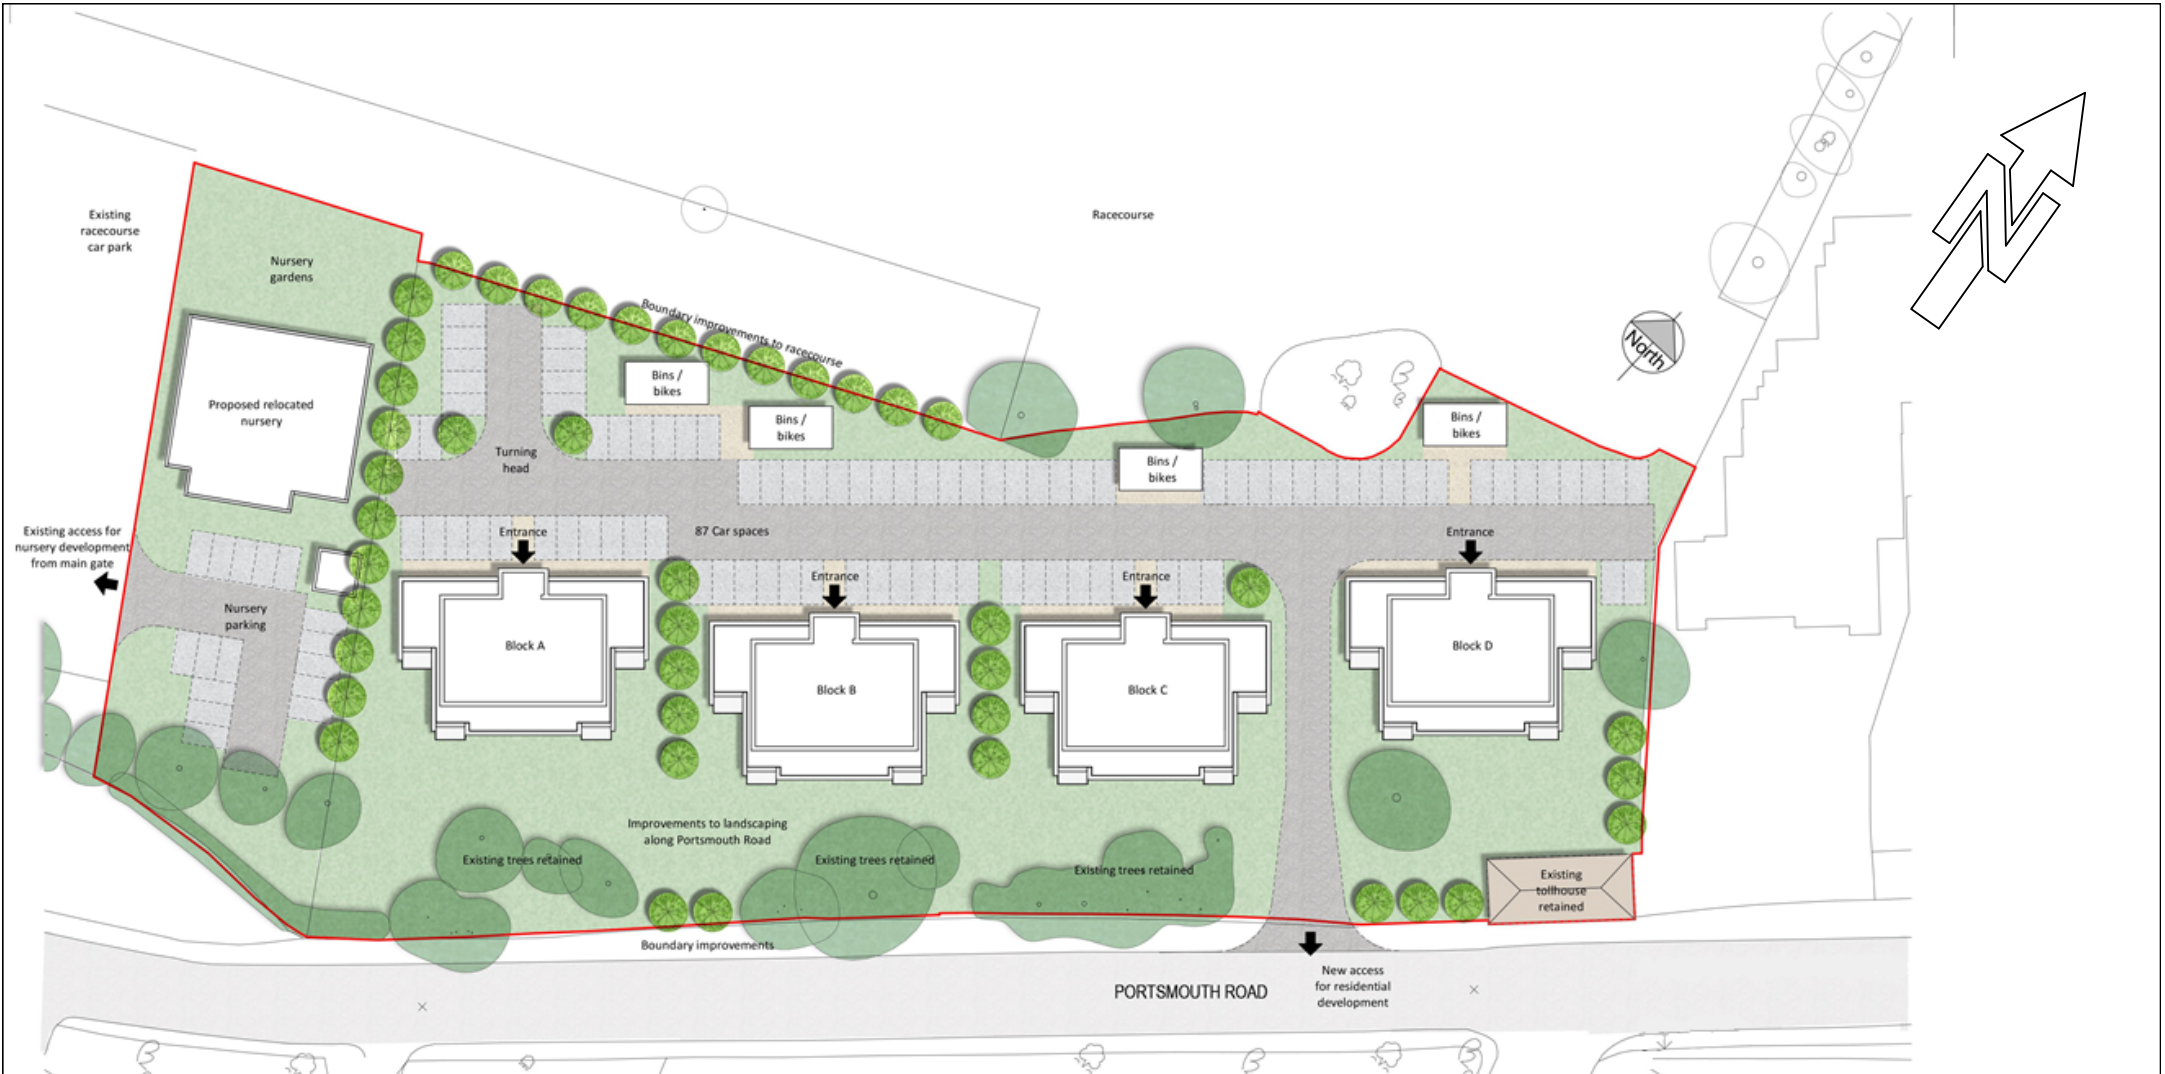 Existing
racecourse
car park
Nursery
gardens
Racecourse
Boundary improvements to racecourse
North
N
Proposed relocated
nursery
Bins /
bikes
Bins /
bikes
Bins /
bikes
Bins /
bikes
Turning
head
Existing access for
nursery development
from main gate
Entrance
87 Car spaces
Entrance
Entrance
Entrance
Nursery
parking
Block A
Block B
Block C
Block D
Improvements to landscaping
along Portsmouth Road
Existing trees retained
Existing trees retained
Existing trees retained
Existing
tollhouse
retained
Boundary improvements
PORTSMOUTH ROAD
New access
for residential
development